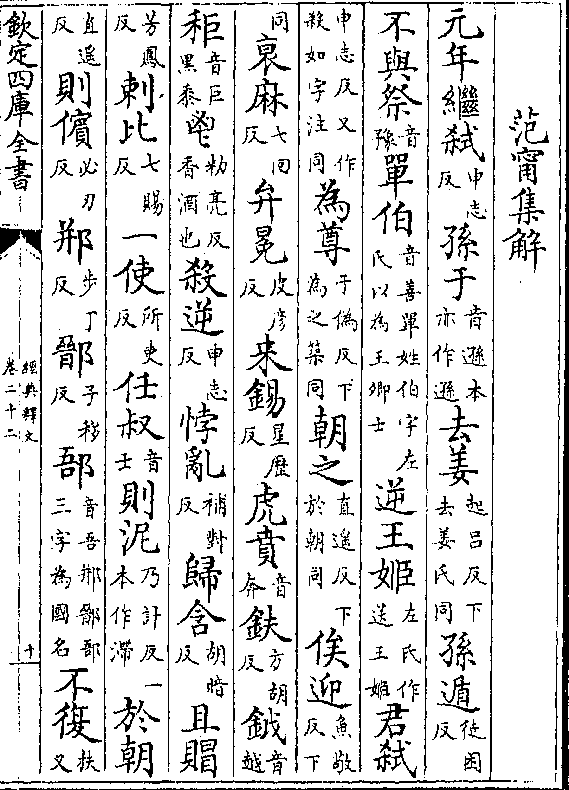 范甯集解
元年繼弑申志反孫于音遜本亦作遜去姜起呂反下去姜氏同孫遁徒困反
不與祭音豫單伯音善單姓伯字左氏以為王卿士逆王姬左氏作送王姬君弑
申志反又作殺如字注同為尊于偽反下為之築同朝之直遥反下於朝同俟迎魚敬反下
同衰麻七回反弁冕皮彦反来錫星歷反虎賁音奔鈇方胡反鉞音越
秬音巨黑黍鬯勑亮反香酒也殺逆申志反悖亂補對反歸含胡暗反且賵
芳鳳反刺比七賜反一使所吏反任叔音士則泥乃計反一本作滯於朝
直遥反則儐必刃反郱步丁反鄑子移反郚音吾郱鄑郚三字為國名不復扶又
欽定四庫全書
經典釋文
卷二十二
十